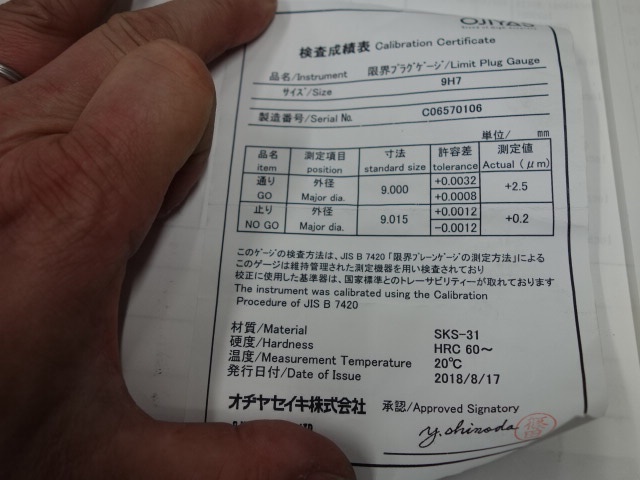 OJIYAS
検査成績表 Calibration Certificate
品名/Instrument 限界プラグゲージ/Limit Plug Gauge
サイズ/Size 9H7
製造番号/Serial No. C06570106
単位/ mm
品名 測定項目 寸法 許容差 測定値
item position standard size tolerance Actual (μm)
通り 外径 9.000 +0.0032 +2.5
GO Major dia. +0.0008
止り 外径 9.015 +0.0012 +0.2
NO GO Major dia. -0.0012
このゲージの検査方法は、JIS B 7420「限界プレーンゲージの測定方法」による
このゲージは維持管理された測定機器を用い検査されており
校正に使用した基準器は、国家標準とのトレーサビリティーが取れております
The instrument was calibrated using the Calibration
Procedure of JIS B 7420
材質/Material SKS-31
硬度/Hardness HRC 60～
温度/Measurement Temperature 20℃
発行日付/Date of Issue 2018/8/17
オヂヤセイキ株式会社 承認/Approved Signatory
y. shinoda